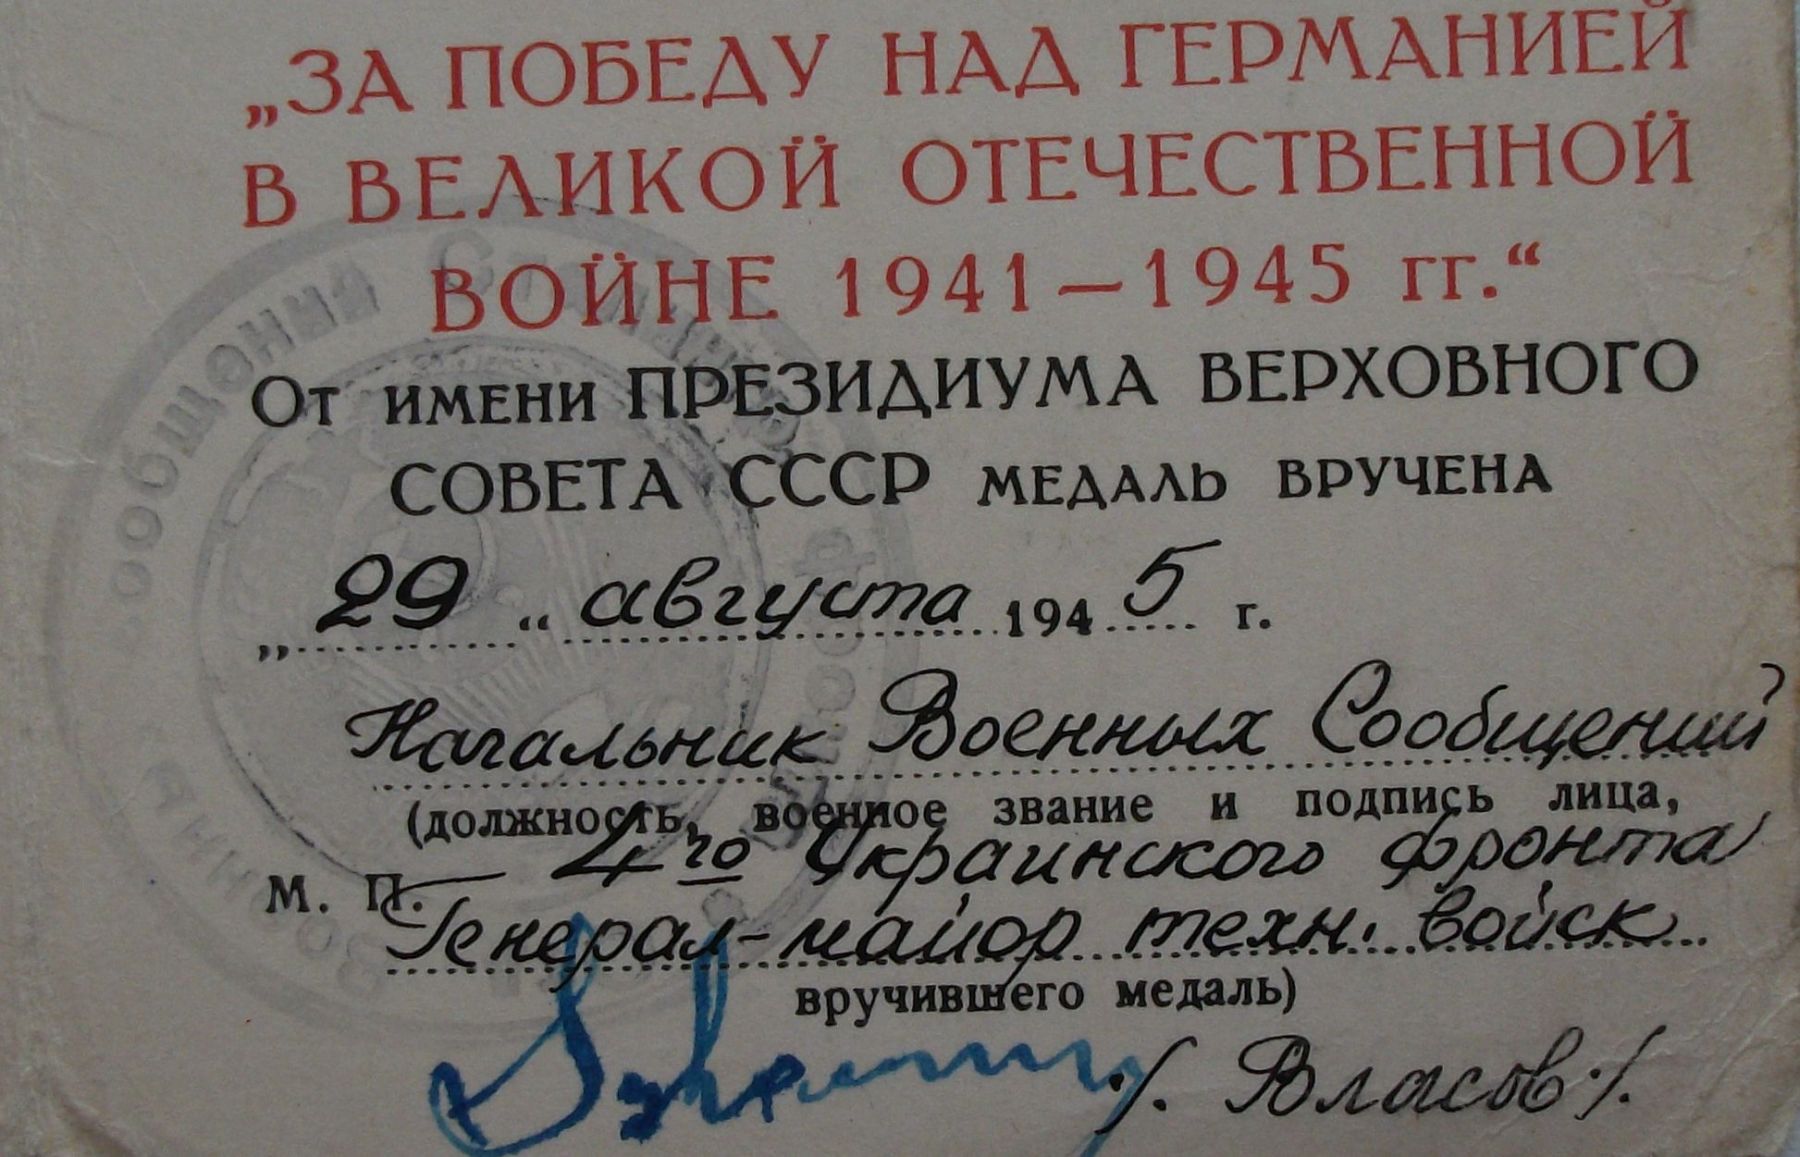 „ЗА ПОБЕДУ НАД ГЕРМАНИЕЙ
В ВЕЛИКОЙ ОТЕЧЕСТВЕННОЙ
ВОЙНЕ 1941—1945 гг.“
От имени ПРЕЗИДИУМА ВЕРХОВНОГО
СОВЕТА СССР МЕДАЛЬ ВРУЧЕНА
„29“ августа 1945 г.
Начальник Военных Сообщений
(должность, военное звание и подпись лица,
4го Украинского фронта
М. П.
Генерал-майор техн. войск
вручившего медаль)
/. Власов ./.